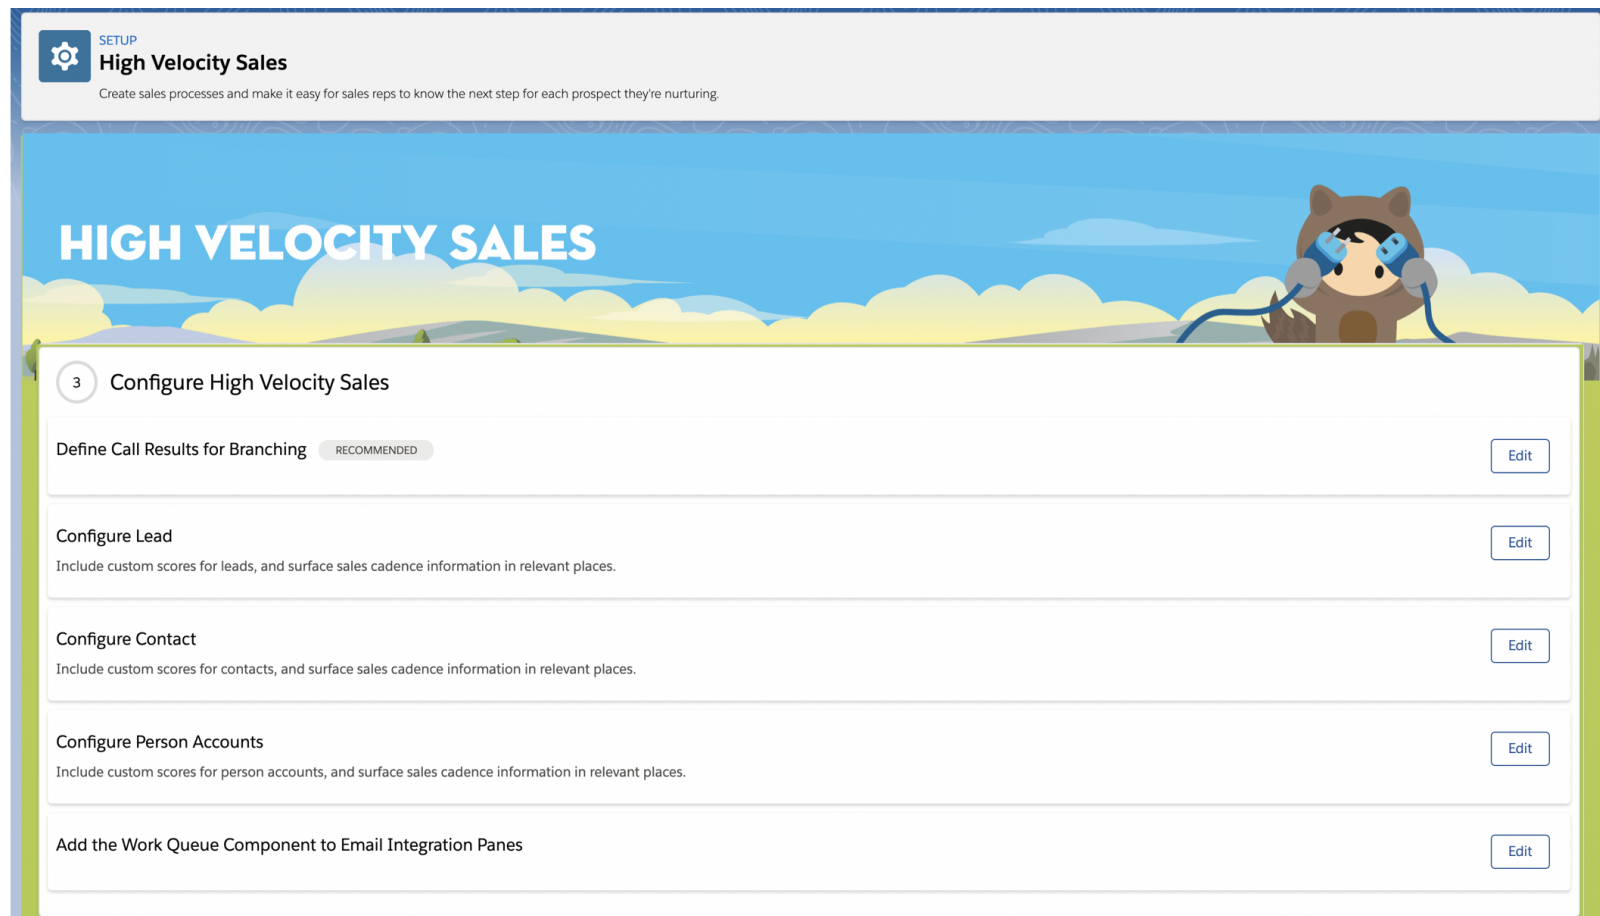 SETUP
High Velocity Sales
Create sales processes and make it easy for sales reps to know the next step for each prospect they're nurturing.
HIGH VELOCITY SALES
3 Configure High Velocity Sales
Define Call Results for Branching RECOMMENDED Edit
Configure Lead Edit
Include custom scores for leads, and surface sales cadence information in relevant places.
Configure Contact Edit
Include custom scores for contacts, and surface sales cadence information in relevant places.
Configure Person Accounts Edit
Include custom scores for person accounts, and surface sales cadence information in relevant places.
Add the Work Queue Component to Email Integration Panes Edit